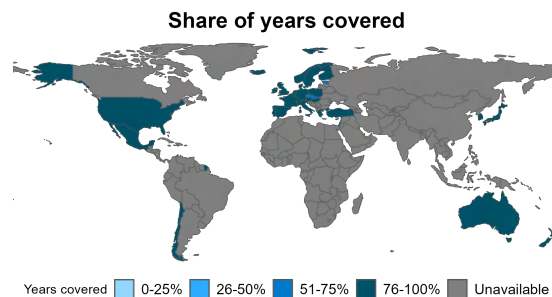 Share of years covered
Years covered 0-25% 26-50% 51-75% 76-100% Unavailable